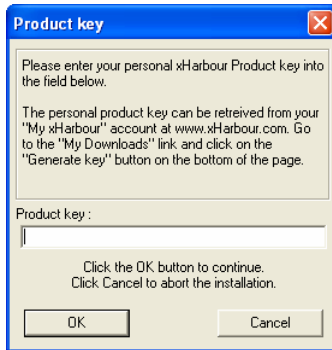 Product key
Please enter your personal xHarbour Product key into
the field below.
The personal product key can be retreived from your
"My xHarbour" account at www.xHarbour.com. Go
to the "My Downloads" link and click on the
"Generate key" button on the bottom of the page.
Product key :
Click the OK button to continue.
Click Cancel to abort the installation.
OK
Cancel